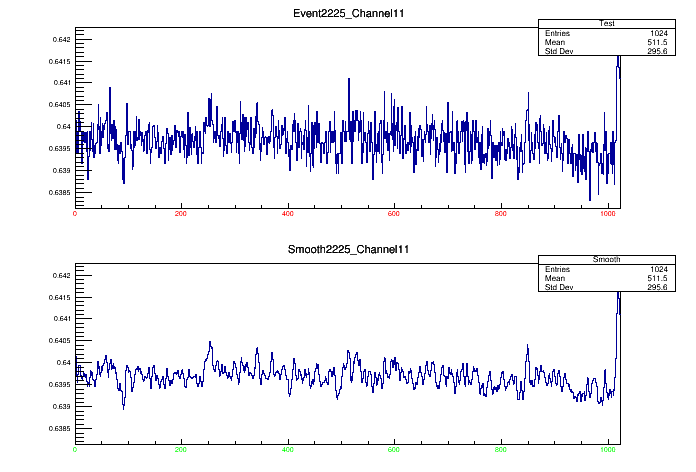 Event2225_Channel11
Test
Entries 1024
Mean 511.5
Std Dev 295.6
0.642
0.6415
0.641
0.6405
0.64
0.6395
0.639
0.6385
0 200 400 600 800 1000
Smooth2225_Channel11
Smooth
Entries 1024
Mean 511.5
Std Dev 295.6
0.642
0.6415
0.641
0.6405
0.64
0.6395
0.639
0.6385
0 200 400 600 800 1000